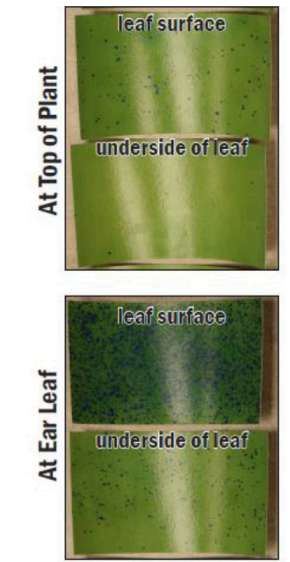 At Top of Plant
leaf surface
underside of leaf
At Ear Leaf
leaf surface
underside of leaf